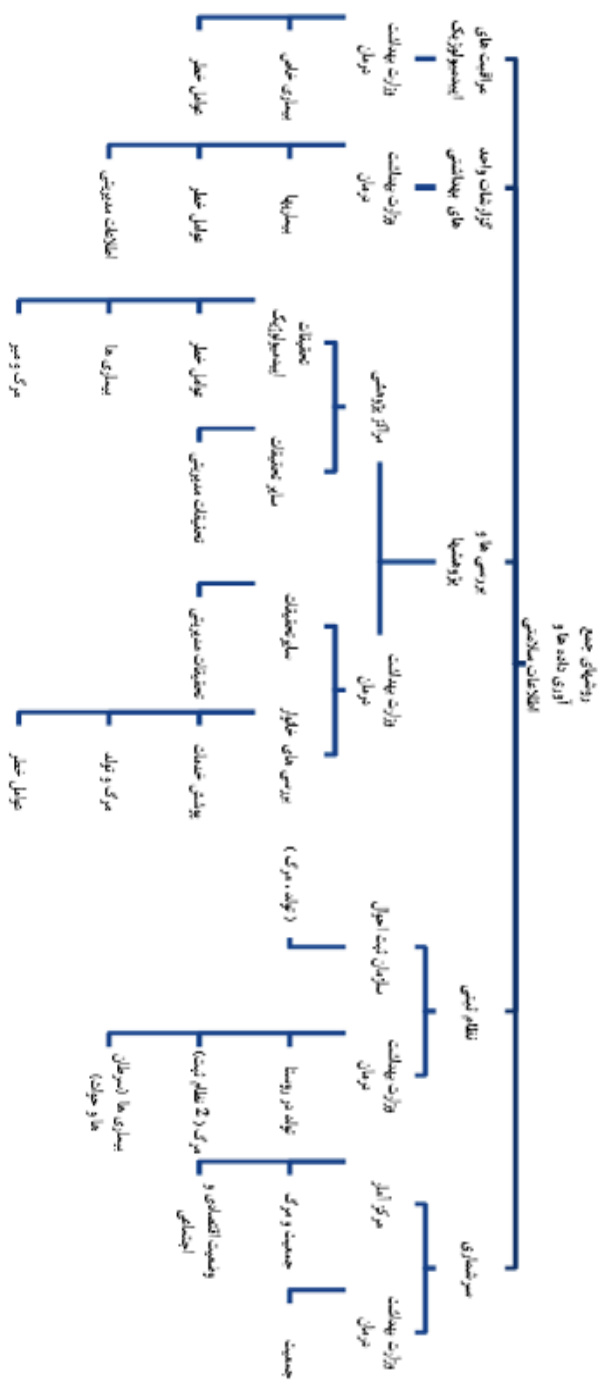 روشهای جمع
آوری داده ها و
اطلاعات سلامتی
سرشماری
مرکز آمار
جمعیت و مرگ
وضعیت اقتصادی و
اجتماعی
وزارت بهداشت
درمان
جمعیت
نظام ثبتی
سازمان ثبت احوال
( تولد ، مرگ )
وزارت بهداشت
درمان
تولد در روستا
مرگ ( 2 نظام ثبت)
بیماری ها (سرطان
ها و حیات)
بررسی ها و
پژوهشها
مراکز پژوهشی
تحقیقات
اپیدمیولوژیک
عوامل خطر
بیماری ها
مرگ و میر
سایر تحقیقات
تحقیقات مدیریتی
وزارت بهداشت
درمان
سایر تحقیقات
تحقیقات مدیریتی
بررسی های خانوار
پوشش خدمات
مرگ و تولد
عوامل خطر
گزارشات واحد
های بهداشتی
وزارت بهداشت
درمان
بیماریها
عوامل خطر
اطلاعات مدیریتی
مراقبت های
اپیدمیولوژیک
وزارت بهداشت
درمان
بیماری خاص
عوامل خطر